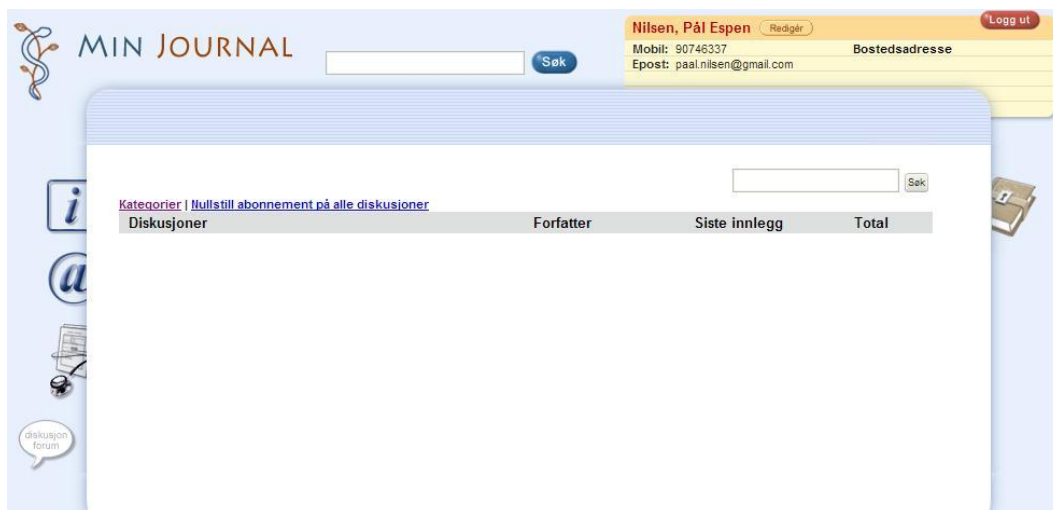 MIN JOURNAL
Søk
Nilsen, Pål Espen Redigér
Logg ut
Mobil: 90746337 Bostedsadresse
Epost: paal.nilsen@gmail.com
Søk
Kategorier | Nullstill abonnement på alle diskusjoner
Diskusjoner Forfatter Siste innlegg Total
i
@
diskusjon
forum